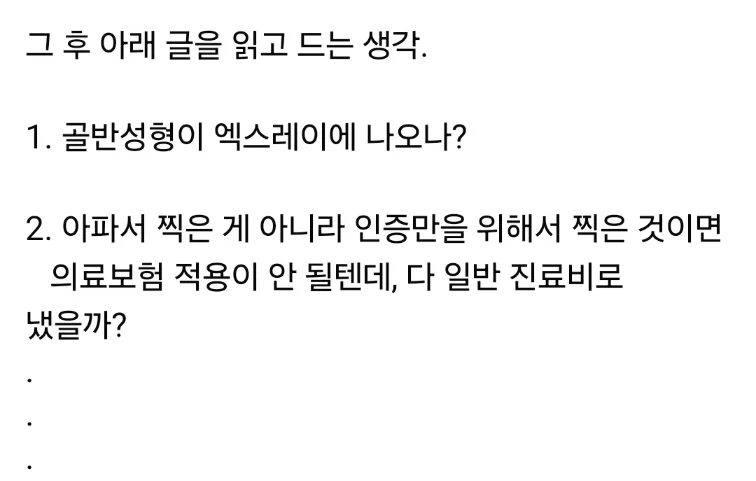 그 후 아래 글을 읽고 드는 생각.
1. 골반성형이 엑스레이에 나오나?
2. 아파서 찍은 게 아니라 인증만을 위해서 찍은 것이면
의료보험 적용이 안 될텐데, 다 일반 진료비로
냈을까?
.
.
.